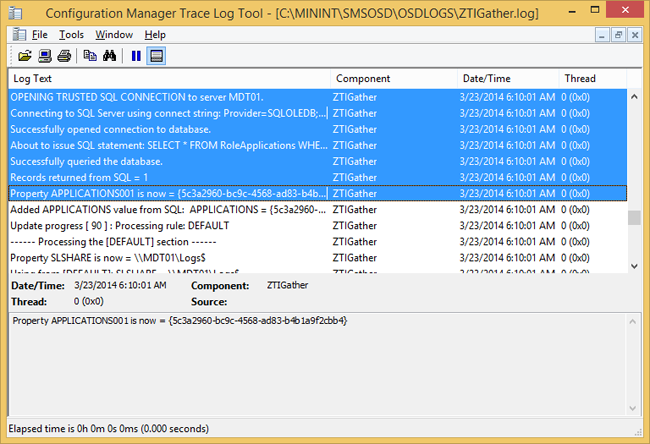 Configuration Manager Trace Log Tool - [C:\MININT\SMSOSD\OSDLOGS\ZTIGather.log]
File Tools Window Help
Log Text Component Date/Time Thread
OPENING TRUSTED SQL CONNECTION to server MDT01. ZTIGather 3/23/2014 6:10:01 AM 0 (0x0)
Connecting to SQL Server using connect string: Provider=SQLOLEDB;... ZTIGather 3/23/2014 6:10:01 AM 0 (0x0)
Successfully opened connection to database. ZTIGather 3/23/2014 6:10:01 AM 0 (0x0)
About to issue SQL statement: SELECT * FROM RoleApplications WHE... ZTIGather 3/23/2014 6:10:01 AM 0 (0x0)
Successfully queried the database. ZTIGather 3/23/2014 6:10:01 AM 0 (0x0)
Records returned from SQL = 1 ZTIGather 3/23/2014 6:10:01 AM 0 (0x0)
Property APPLICATIONS001 is now = {5c3a2960-bc9c-4568-ad83-b4b... ZTIGather 3/23/2014 6:10:01 AM 0 (0x0)
Added APPLICATIONS value from SQL: APPLICATIONS = {5c3a2960-... ZTIGather 3/23/2014 6:10:01 AM 0 (0x0)
Update progress [ 90 ] : Processing rule: DEFAULT ZTIGather 3/23/2014 6:10:01 AM 0 (0x0)
------ Processing the [DEFAULT] section ------ ZTIGather 3/23/2014 6:10:01 AM 0 (0x0)
Property SLSHARE is now = \\MDT01\Logs$ ZTIGather 3/23/2014 6:10:01 AM 0 (0x0)
Using from [DEFAULT]: SLSHARE = \\MDT01\Logs$ ZTIGather 3/23/2014 6:10:01 AM 0 (0x0)
Date/Time: 3/23/2014 6:10:01 AM Component: ZTIGather
Thread: 0 (0x0) Source:
Property APPLICATIONS001 is now = {5c3a2960-bc9c-4568-ad83-b4b1a9f2cbb4}
Elapsed time is 0h 0m 0s 0ms (0.000 seconds)